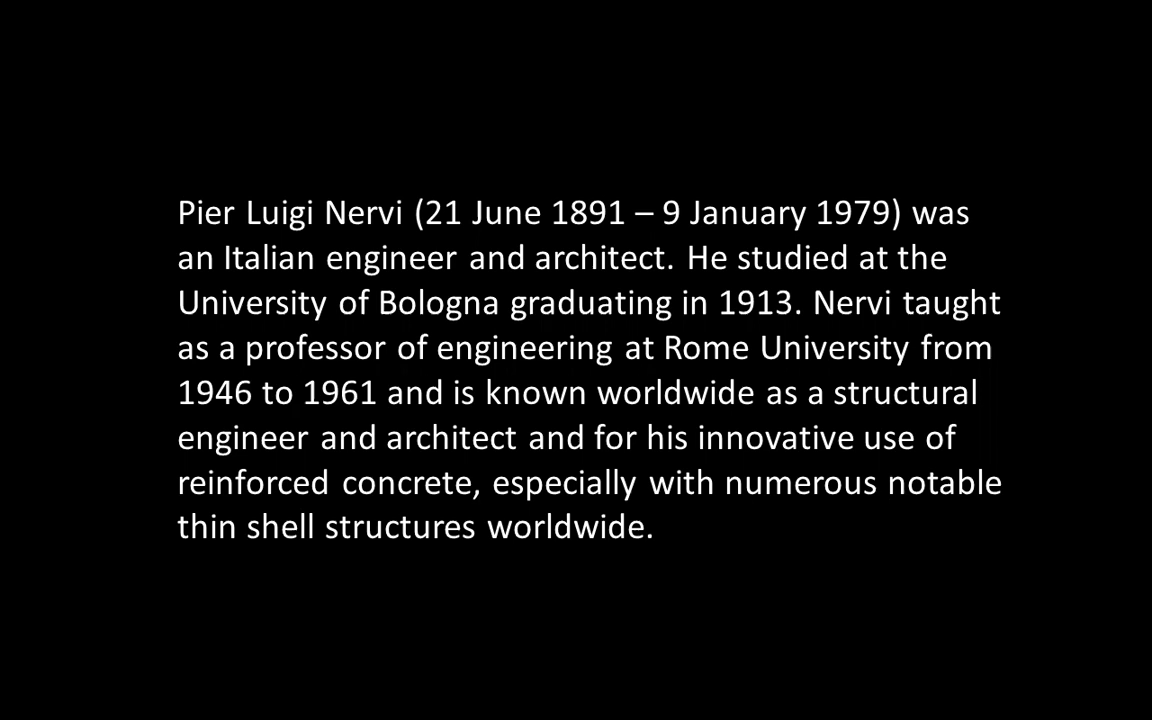 Pier Luigi Nervi (21 June 1891 – 9 January 1979) was
an Italian engineer and architect. He studied at the
University of Bologna graduating in 1913. Nervi taught
as a professor of engineering at Rome University from
1946 to 1961 and is known worldwide as a structural
engineer and architect and for his innovative use of
reinforced concrete, especially with numerous notable
thin shell structures worldwide.